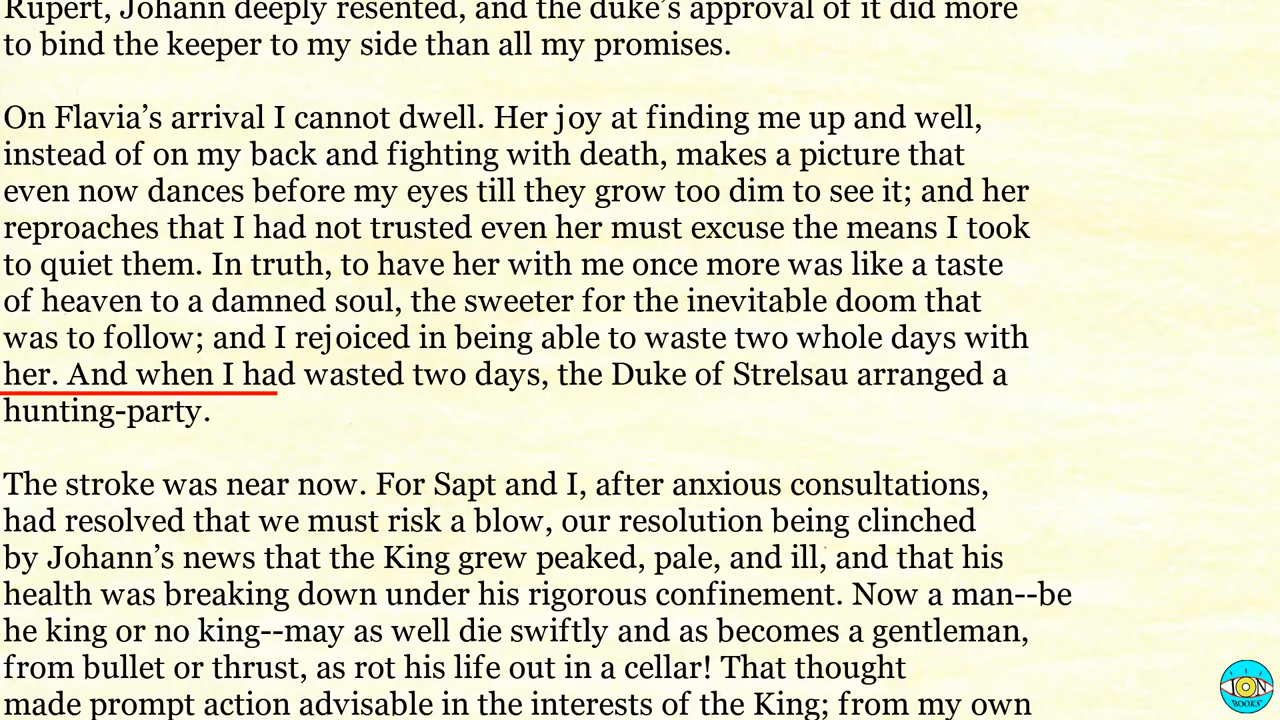 Rupert, Johann deeply resented, and the duke’s approval of it did more
to bind the keeper to my side than all my promises.
On Flavia’s arrival I cannot dwell. Her joy at finding me up and well,
instead of on my back and fighting with death, makes a picture that
even now dances before my eyes till they grow too dim to see it; and her
reproaches that I had not trusted even her must excuse the means I took
to quiet them. In truth, to have her with me once more was like a taste
of heaven to a damned soul, the sweeter for the inevitable doom that
was to follow; and I rejoiced in being able to waste two whole days with
her. And when I had wasted two days, the Duke of Strelsau arranged a
hunting-party.
The stroke was near now. For Sapt and I, after anxious consultations,
had resolved that we must risk a blow, our resolution being clinched
by Johann’s news that the King grew peaked, pale, and ill, and that his
health was breaking down under his rigorous confinement. Now a man--be
he king or no king--may as well die swiftly and as becomes a gentleman,
from bullet or thrust, as rot his life out in a cellar! That thought
made prompt action advisable in the interests of the King; from my own
ION
BOOKS